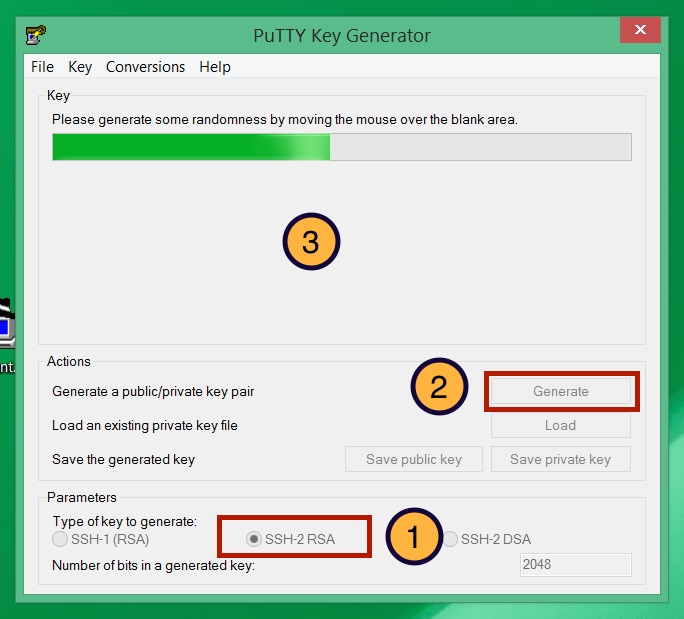 PuTTY Key Generator
File Key Conversions Help
Key
Please generate some randomness by moving the mouse over the blank area.
3
nt.
Actions
Generate a public/private key pair
2
Generate
Load an existing private key file
Load
Save the generated key
Save public key
Save private key
Parameters
Type of key to generate:
SSH-1 (RSA)
SSH-2 RSA
1
SSH-2 DSA
Number of bits in a generated key:
2048